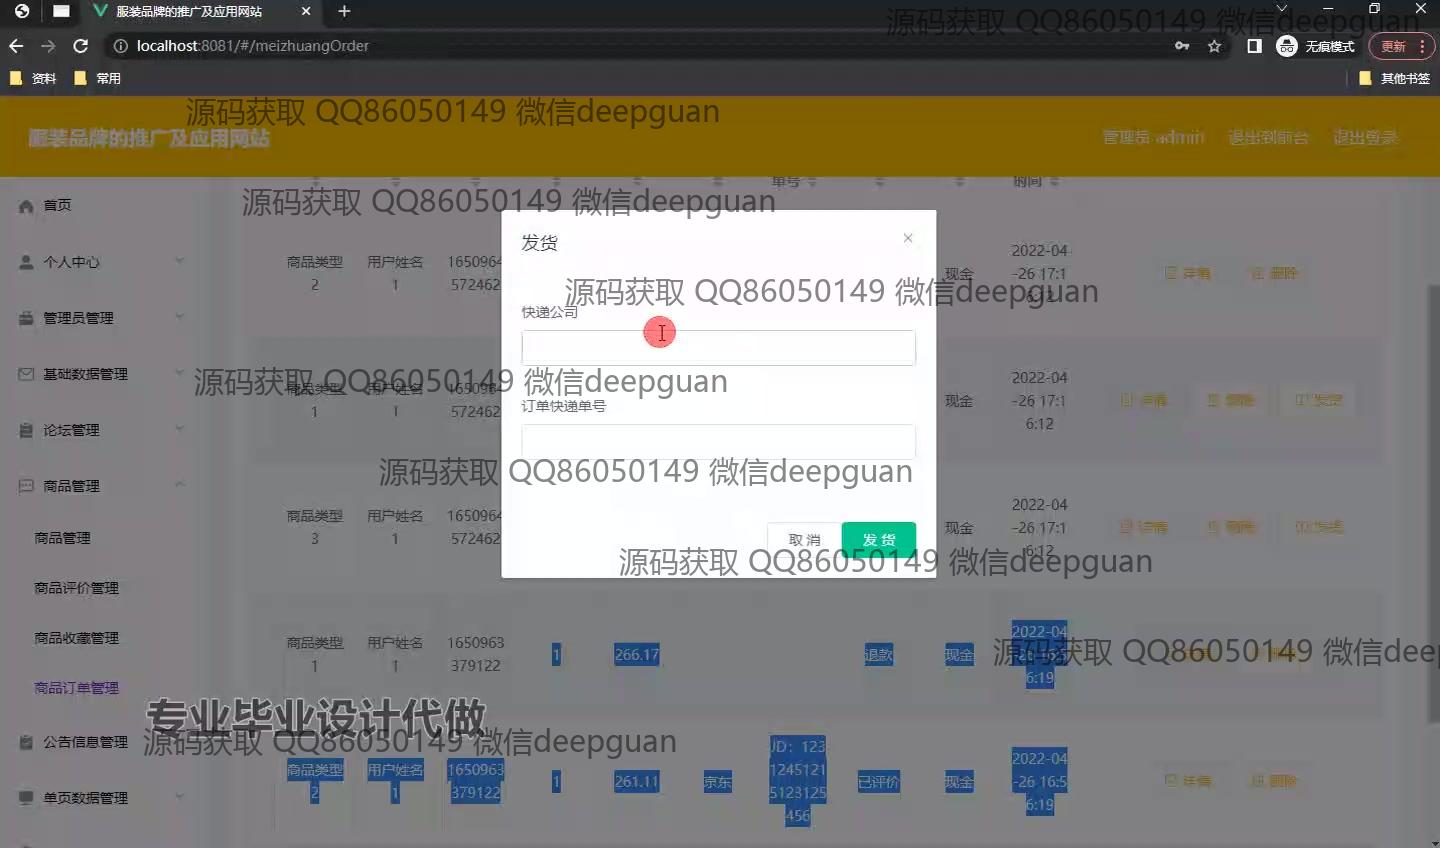 服装品牌的推广及应用网站
localhost:8081/#/meizhuangOrder
无痕模式
更新
资料
常用
其他书签
源码获取 QQ86050149 微信deepguan
源码获取 QQ86050149 微信deepguan
服装品牌的推广及应用网站
管理员 admin
退出到前台
退出登录
单号
时间
首页
源码获取 QQ86050149 微信deepguan
发货
个人中心
商品类型
2
用户姓名
1
1650964
572462
现金
2022-04
-26 17:1
6:12
详情
删除
源码获取 QQ86050149 微信deepguan
快递公司
管理员管理
基础数据管理
源码获取 QQ86050149 微信deepguan
商品类型
1
用户姓名
1
1650964
572462
现金
2022-04
-26 17:1
6:12
详情
删除
发货
订单快递单号
论坛管理
源码获取 QQ86050149 微信deepguan
商品管理
商品类型
3
用户姓名
1
1650964
572462
现金
2022-04
-26 17:1
6:12
详情
删除
发货
商品管理
取消
发货
源码获取 QQ86050149 微信deepguan
商品评价管理
商品收藏管理
商品类型
1
用户姓名
1
1650963
379122
1
266.17
退款
现金
2022-04
6:19
源码获取 QQ86050149 微信deep
商品订单管理
专业毕业设计代做
公告信息管理
源码获取 QQ86050149 微信deepguan
商品类型
2
用户姓名
1
1650963
379122
1
261.11
京东
JD：123
1245121
5123125
456
已评价
现金
2022-04
-26 16:5
6:19
详情
删除
单页数据管理